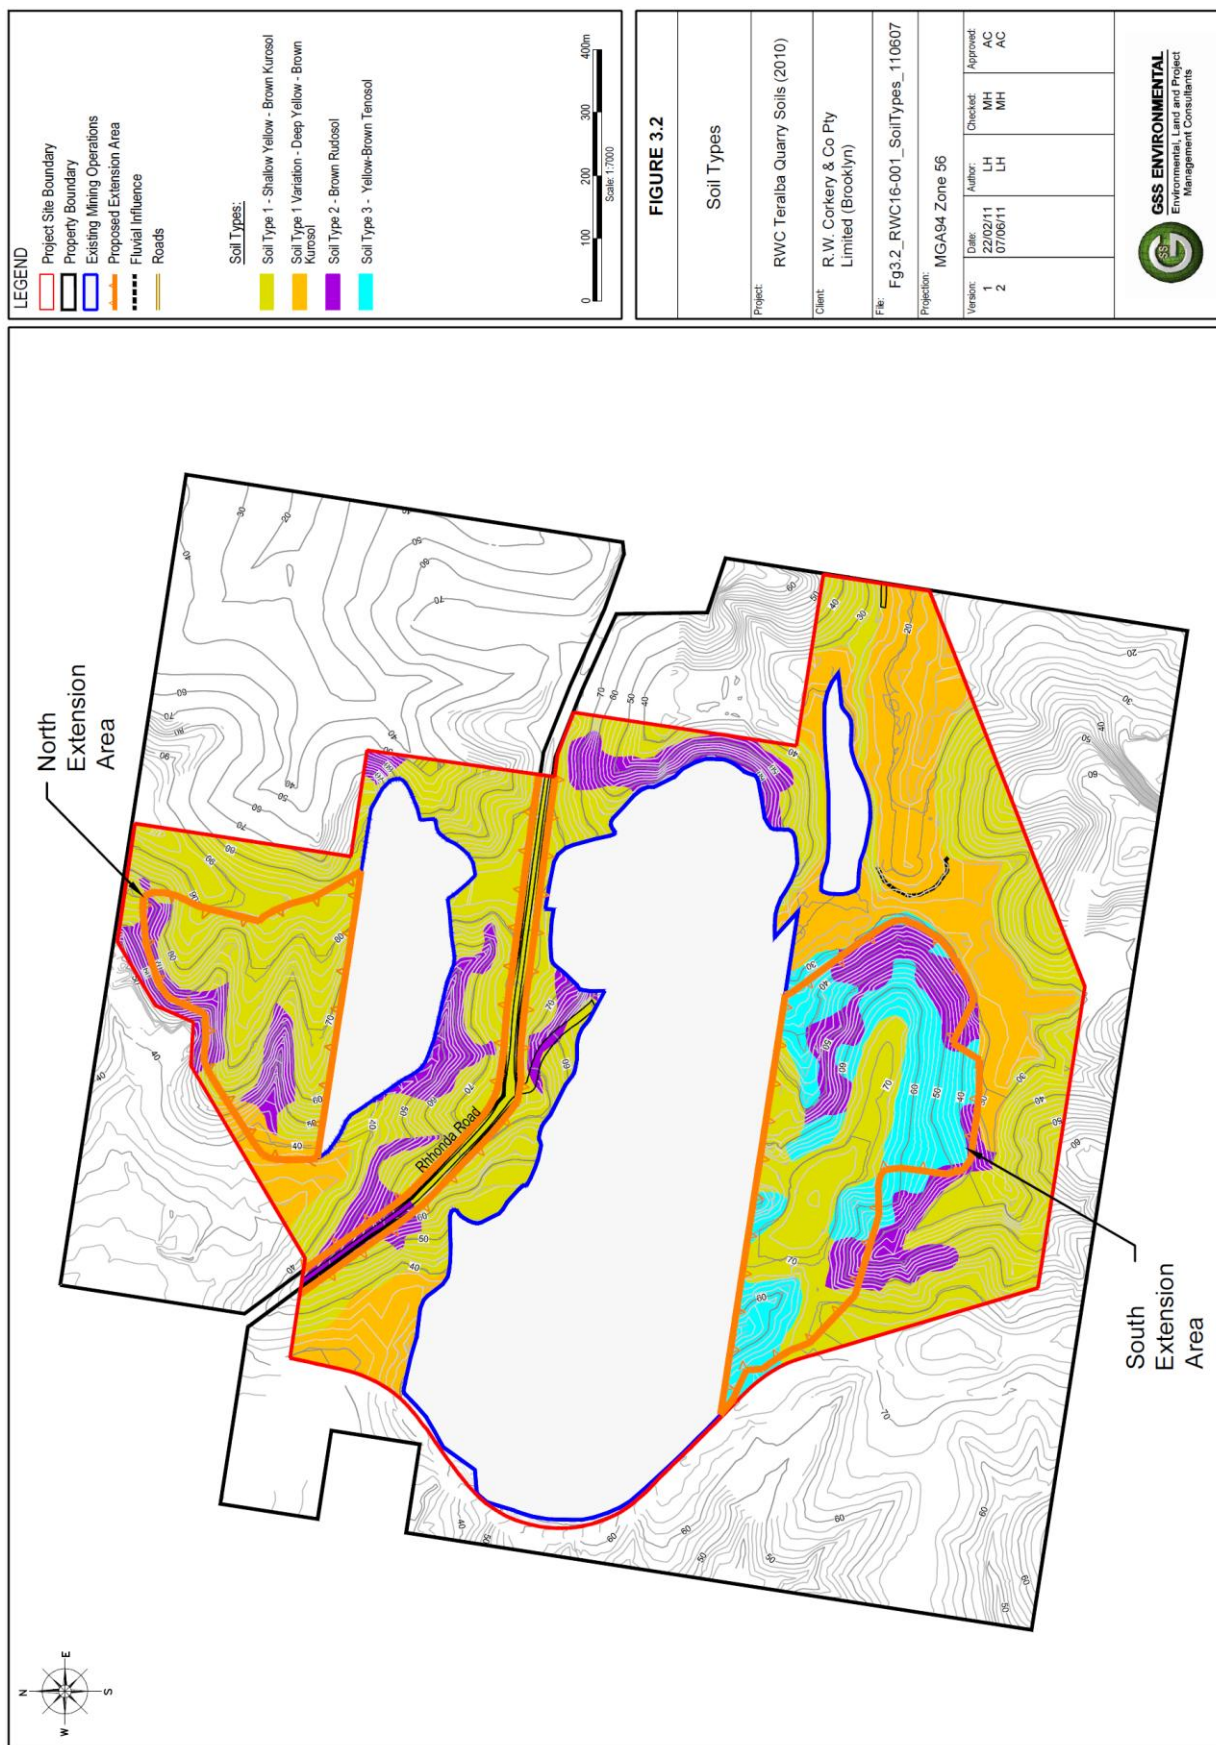 LEGEND
Project Site Boundary
Property Boundary
Existing Mining Operations
Proposed Extension Area
Fluvial Influence
Roads
Soil Types:
Soil Type 1 - Shallow Yellow - Brown Kurosol
Soil Type 1 Variation - Deep Yellow - Brown
Kurosol
Soil Type 2 - Brown Rudosol
Soil Type 3 - Yellow-Brown Tenosol
0 100 200 300 400m
Scale: 1:7000
FIGURE 3.2
Soil Types
Project:
RWC Teralba Quarry Soils (2010)
Client:
R.W. Corkery & Co Pty
Limited (Brooklyn)
File:
Fg3.2_RWC16-001_SoilTypes_110607
Projection:
MGA94 Zone 56
Version: Date: Author: Checked: Approved:
1 22/02/11 LH MH AC
2 07/06/11 LH MH AC
GSS
GSS ENVIRONMENTAL
Environmental, Land and Project
Management Consultants
North
Extension
Area
Rhhonda Road
South
Extension
Area
N
E
S
W